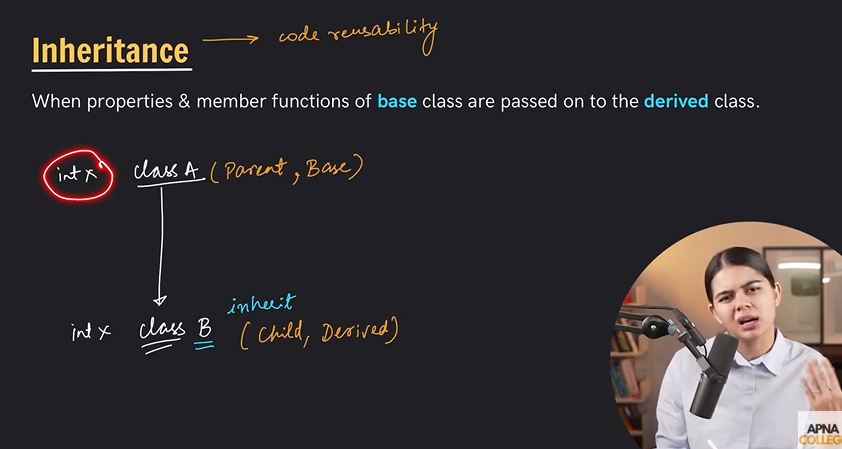 Inheritance → code reusability
When properties & member functions of base class are passed on to the derived class.
int x class A (Parent, Base)
inherit
int x class B (Child, Derived)
APNA
COLLEG